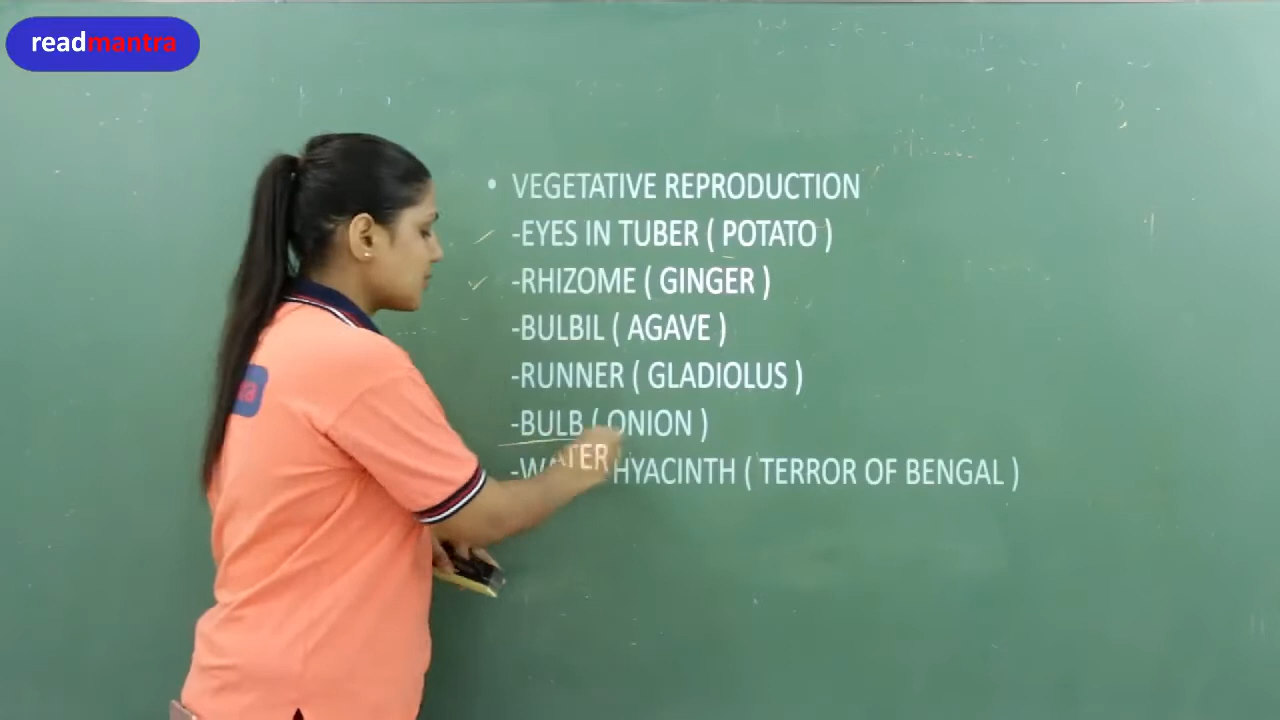 readmantra
• VEGETATIVE REPRODUCTION
-EYES IN TUBER ( POTATO )
-RHIZOME ( GINGER )
-BULBIL ( AGAVE )
-RUNNER ( GLADIOLUS )
-BULB ( ONION )
-WATER HYACINTH ( TERROR OF BENGAL )